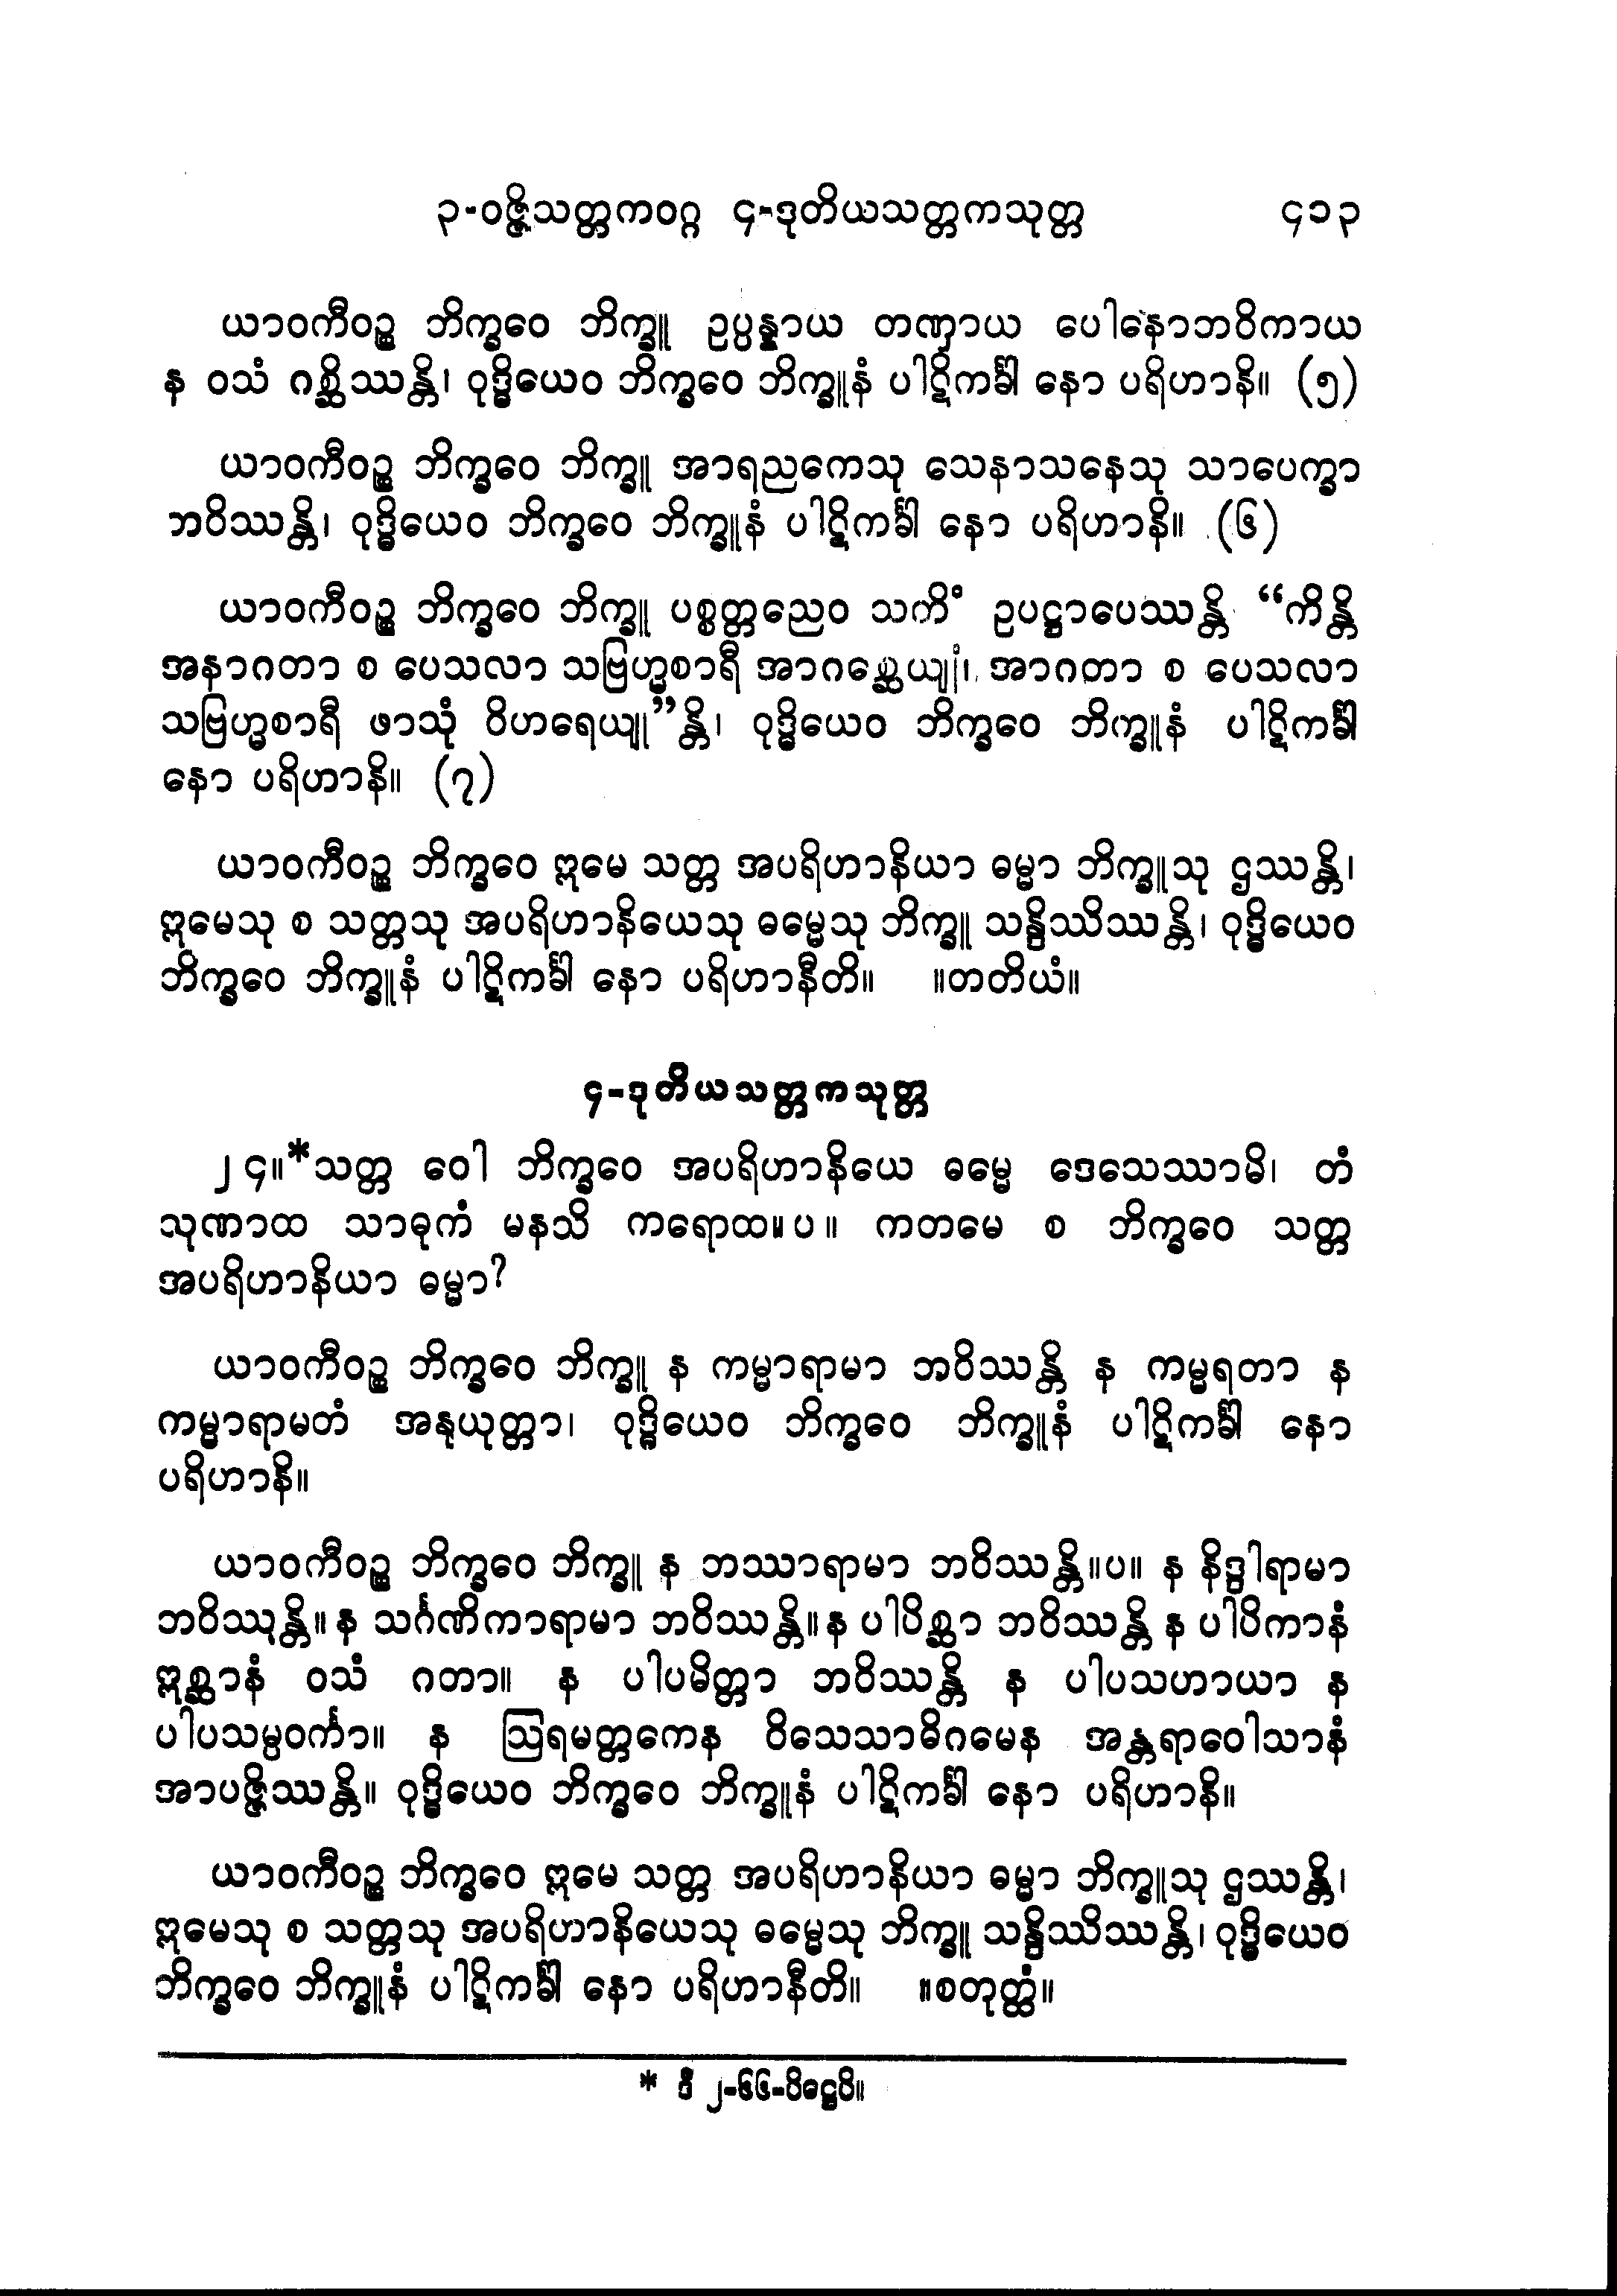 ၃-ဝဇ္ဇိသတ္တကဝဂ္ဂ ၄-ဒုတိယသတ္တကသုတ္တ ၄၁၃
ယာဝကီဝဉ္စ ဘိက္ခဝေ ဘိက္ခူ ဥပ္ပန္နာယ တဏှာယ ပေါနောဘဝိကာယ
န ဝသံ ဂစ္ဆိဿန္တိ၊ ဝုဒ္ဓိယေဝ ဘိက္ခဝေ ဘိက္ခူနံ ပါဋိကင်္ခါ နော ပရိဟာနိ။ (၅)
ယာဝကီဝဉ္စ ဘိက္ခဝေ ဘိက္ခူ အာရညကေသု သေနာသနေသု သာပေက္ခာ
ဘဝိဿန္တိ၊ ဝုဒ္ဓိယေဝ ဘိက္ခဝေ ဘိက္ခူနံ ပါဋိကင်္ခါ နော ပရိဟာနိ။ (၆)
ယာဝကီဝဉ္စ ဘိက္ခဝေ ဘိက္ခူ ပစ္စတ္တညေဝ သကိံ ဥပဋ္ဌာပေဿန္တိ “ကိန္တိ
အနာဂတာ စ ပေသလာ သဗြဟ္မစာရီ အာဂစ္ဆေယျုံ၊ အာဂတာ စ ပေသလာ
သဗြဟ္မစာရီ ဖာသုံ ဝိဟရေယျု”န္တိ၊ ဝုဒ္ဓိယေဝ ဘိက္ခဝေ ဘိက္ခူနံ ပါဋိကင်္ခါ
နော ပရိဟာနိ။ (၇)
ယာဝကီဝဉ္စ ဘိက္ခဝေ ဣမေ သတ္တ အပရိဟာနိယာ ဓမ္မာ ဘိက္ခူသု ဌဿန္တိ၊
ဣမေသု စ သတ္တသု အပရိဟာနိယေသု ဓမ္မေသု ဘိက္ခူ သန္ဒိဿိဿန္တိ၊ ဝုဒ္ဓိယေဝ
ဘိက္ခဝေ ဘိက္ခူနံ ပါဋိကင်္ခါ နော ပရိဟာနီတိ။ ။တတိယံ။
၄-ဒုတိယသတ္တကသုတ္တ
၂၄။*သတ္တ ဝေါ ဘိက္ခဝေ အပရိဟာနိယေ ဓမ္မေ ဒေသေဿာမိ၊ တံ
သုဏာထ သာဓုကံ မနသိ ကရောထ။ပ။ ကတမေ စ ဘိက္ခဝေ သတ္တ
အပရိဟာနိယာ ဓမ္မာ?
ယာဝကီဝဉ္စ ဘိက္ခဝေ ဘိက္ခူ န ကမ္မာရာမာ ဘဝိဿန္တိ န ကမ္မရတာ န
ကမ္မာရာမတံ အနုယုတ္တာ၊ ဝုဒ္ဓိယေဝ ဘိက္ခဝေ ဘိက္ခူနံ ပါဋိကင်္ခါ နော
ပရိဟာနိ။
ယာဝကီဝဉ္စ ဘိက္ခဝေ ဘိက္ခူ န ဘဿာရာမာ ဘဝိဿန္တိ။ပ။ န နိဒ္ဒါရာမာ
ဘဝိဿန္တိ။ န သင်္ဂဏိကာရာမာ ဘဝိဿန္တိ။ န ပါပိစ္ဆာ ဘဝိဿန္တိ န ပါပိကာနံ
ဣစ္ဆာနံ ဝသံ ဂတာ။ န ပါပမိတ္တာ ဘဝိဿန္တိ န ပါပသဟာယာ န
ပါပသမ္ပဝင်္ကာ။ န ဩရမတ္တကေန ဝိသေသာဓိဂမေန အန္တရာဝေါသာနံ
အာပဇ္ဇိဿန္တိ။ ဝုဒ္ဓိယေဝ ဘိက္ခဝေ ဘိက္ခူနံ ပါဋိကင်္ခါ နော ပရိဟာနိ။
ယာဝကီဝဉ္စ ဘိက္ခဝေ ဣမေ သတ္တ အပရိဟာနိယာ ဓမ္မာ ဘိက္ခူသု ဌဿန္တိ၊
ဣမေသု စ သတ္တသု အပရိဟာနိယေသု ဓမ္မေသု ဘိက္ခူ သန္ဒိဿိဿန္တိ၊ ဝုဒ္ဓိယေဝ
ဘိက္ခဝေ ဘိက္ခူနံ ပါဋိကင်္ခါ နော ပရိဟာနီတိ။ ။စတုတ္ထံ။
* ဒီ ၂-၆၆-ပိဋ္ဌေပိ။